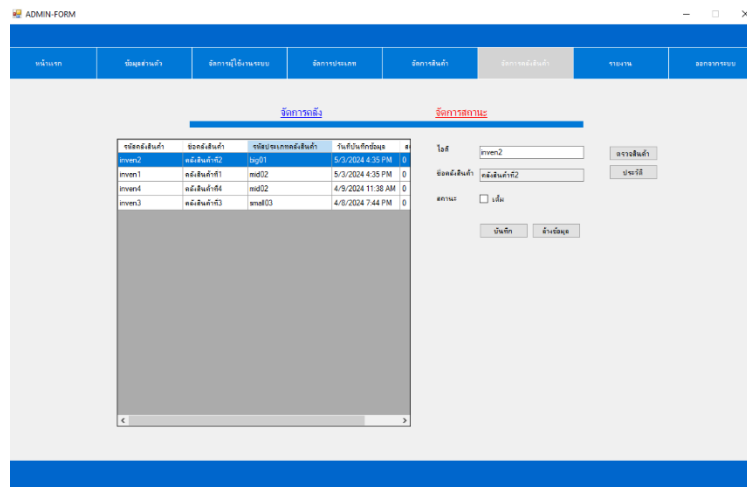 ADMIN-FORM
หน้าแรก ข้อมูลส่วนตัว จัดการผู้ใช้งานระบบ จัดการประเภท จัดการสินค้า จัดการคลังสินค้า รายงาน ออกจากระบบ
จัดการคลัง จัดการสถานะ
รหัสคลังสินค้า ชื่อคลังสินค้า รหัสประเภทคลังสินค้า วันที่บันทึกข้อมูล ส
inven2 คลังสินค้าที่2 big01 5/3/2024 4:35 PM 0
inven1 คลังสินค้าที่1 mid02 5/3/2024 4:35 PM 0
inven4 คลังสินค้าที่4 mid02 4/9/2024 11:38 AM 0
inven3 คลังสินค้าที่3 small03 4/8/2024 7:44 PM 0
ไอดี inven2 ตรวจสินค้า
ชื่อคลังสินค้า คลังสินค้าที่2 ประวัติ
สถานะ เต็ม
บันทึก ล้างข้อมูล